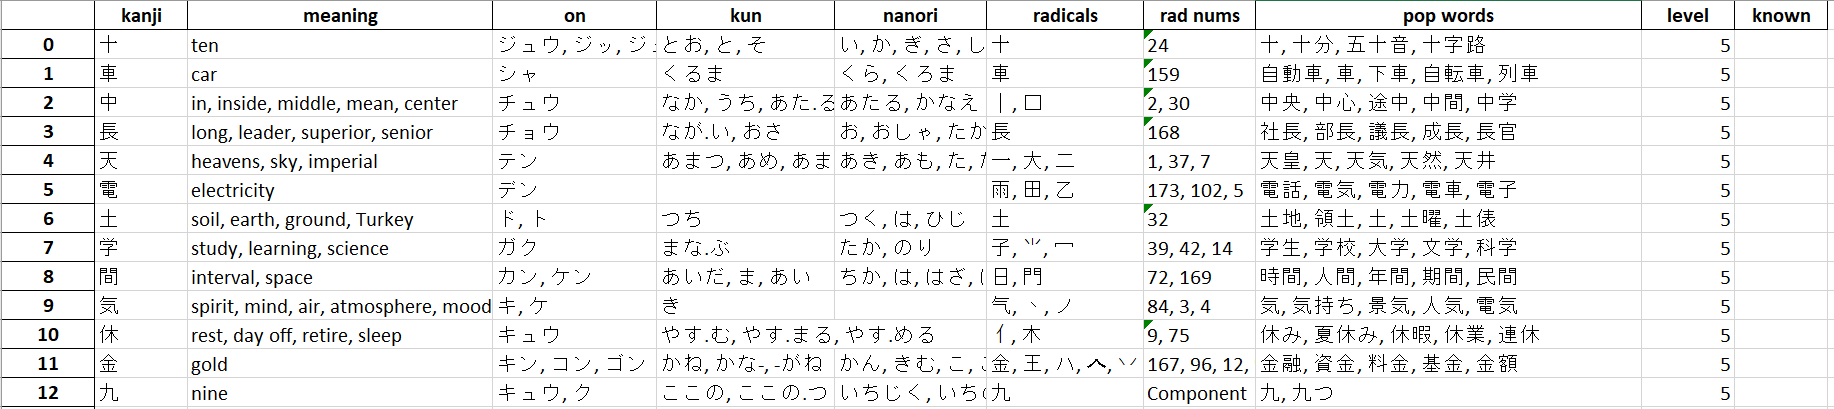 kanji meaning on kun nanori radicals rad nums pop words level known
0 十 ten ジュウ, ジッ, ジュ とお, と, そ い, か, ぎ, さ, し 十 24 十, 十分, 五十音, 十字路 5
1 車 car シャ くるま くら, くろま 車 159 自動車, 車, 下車, 自転車, 列車 5
2 中 in, inside, middle, mean, center チュウ なか, うち, あた.る あたる, かなえ 丨, 口 2, 30 中央, 中心, 途中, 中間, 中学 5
3 長 long, leader, superior, senior チョウ なが.い, おさ お, おしゃ, たか 長 168 社長, 部長, 議長, 成長, 長官 5
4 天 heavens, sky, imperial テン あまつ, あめ, あま あき, あも, た, 一, 大, 二 1, 37, 7 天皇, 天, 天気, 天然, 天井 5
5 電 electricity デン 雨, 田, 乙 173, 102, 5 電話, 電気, 電力, 電車, 電子 5
6 土 soil, earth, ground, Turkey ド, ト つち つく, は, ひじ 土 32 土地, 領土, 土, 土曜, 土俵 5
7 学 study, learning, science ガク まな.ぶ たか, のり 子, ⺍, 冖 39, 42, 14 学生, 学校, 大学, 文学, 科学 5
8 間 interval, space カン, ケン あいだ, ま, あい ちか, は, はざ, 日, 門 72, 169 時間, 人間, 年間, 期間, 民間 5
9 気 spirit, mind, air, atmosphere, mood キ, ケ き 气, 丶, ノ 84, 3, 4 気, 気持ち, 景気, 人気, 電気 5
10 休 rest, day off, retire, sleep キュウ やす.む, やす.まる, やす.める 亻, 木 9, 75 休み, 夏休み, 休暇, 休業, 連休 5
11 金 gold キン, コン, ゴン かね, かな-, -がね かん, きむ, こ, 金, 王, ハ, 𠆢, 丷 167, 96, 12, 金融, 資金, 料金, 基金, 金額 5
12 九 nine キュウ, ク ここの, ここの.つ いちじく, いち 九 Component 九, 九つ 5